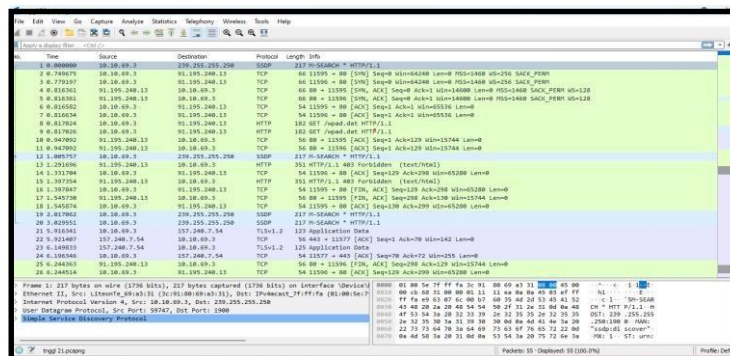 File Edit View Go Capture Analyze Statistics Telephony Wireless Tools Help
Apply a display filter ... <Ctrl-/>
No. Time Source Destination Protocol Length Info
1 0.000000 10.10.69.3 239.255.255.250 SSDP 217 M-SEARCH * HTTP/1.1
2 0.749675 10.10.69.3 91.195.240.13 TCP 66 11595 → 80 [SYN] Seq=0 Win=64240 Len=0 MSS=1460 WS=256 SACK_PERM
3 0.779197 10.10.69.3 91.195.240.13 TCP 66 11596 → 80 [SYN] Seq=0 Win=64240 Len=0 MSS=1460 WS=256 SACK_PERM
4 0.816361 91.195.240.13 10.10.69.3 TCP 66 80 → 11595 [SYN, ACK] Seq=0 Ack=1 Win=14600 Len=0 MSS=1460 SACK_PERM WS=128
5 0.816361 91.195.240.13 10.10.69.3 TCP 66 80 → 11596 [SYN, ACK] Seq=0 Ack=1 Win=14600 Len=0 MSS=1460 SACK_PERM WS=128
6 0.816582 10.10.69.3 91.195.240.13 TCP 54 11595 → 80 [ACK] Seq=1 Ack=1 Win=65536 Len=0
7 0.816634 10.10.69.3 91.195.240.13 TCP 54 11596 → 80 [ACK] Seq=1 Ack=1 Win=65536 Len=0
8 0.817024 10.10.69.3 91.195.240.13 HTTP 182 GET /wpad.dat HTTP/1.1
9 0.817026 10.10.69.3 91.195.240.13 HTTP 182 GET /wpad.dat HTTP/1.1
10 0.947092 91.195.240.13 10.10.69.3 TCP 56 80 → 11595 [ACK] Seq=1 Ack=129 Win=15744 Len=0
11 0.947092 91.195.240.13 10.10.69.3 TCP 56 80 → 11596 [ACK] Seq=1 Ack=129 Win=15744 Len=0
12 1.005757 10.10.69.3 239.255.255.250 SSDP 217 M-SEARCH * HTTP/1.1
13 1.291696 91.195.240.13 10.10.69.3 HTTP 351 HTTP/1.1 403 Forbidden (text/html)
14 1.331704 10.10.69.3 91.195.240.13 TCP 54 11595 → 80 [ACK] Seq=129 Ack=298 Win=65280 Len=0
15 1.397354 91.195.240.13 10.10.69.3 HTTP 351 HTTP/1.1 403 Forbidden (text/html)
16 1.397847 10.10.69.3 91.195.240.13 TCP 54 11595 → 80 [FIN, ACK] Seq=129 Ack=298 Win=65280 Len=0
17 1.545730 91.195.240.13 10.10.69.3 TCP 56 80 → 11595 [FIN, ACK] Seq=298 Ack=130 Win=15744 Len=0
18 1.545874 10.10.69.3 91.195.240.13 TCP 54 11595 → 80 [ACK] Seq=130 Ack=299 Win=65280 Len=0
19 2.017062 10.10.69.3 239.255.255.250 SSDP 217 M-SEARCH * HTTP/1.1
20 3.029551 10.10.69.3 239.255.255.250 SSDP 217 M-SEARCH * HTTP/1.1
21 5.916341 10.10.69.3 157.240.7.54 TLSv1.2 123 Application Data
22 5.921407 157.240.7.54 10.10.69.3 TCP 56 443 → 11577 [ACK] Seq=1 Ack=70 Win=142 Len=0
23 6.149833 157.240.7.54 10.10.69.3 TLSv1.2 125 Application Data
24 6.196346 10.10.69.3 157.240.7.54 TCP 54 11577 → 443 [ACK] Seq=70 Ack=72 Win=255 Len=0
25 6.244363 91.195.240.13 10.10.69.3 TCP 56 80 → 11596 [FIN, ACK] Seq=298 Ack=129 Win=15744 Len=0
26 6.244514 10.10.69.3 91.195.240.13 TCP 54 11596 → 80 [ACK] Seq=129 Ack=299 Win=65280 Len=0
Frame 1: 217 bytes on wire (1736 bits), 217 bytes captured (1736 bits) on interface \Device\
Ethernet II, Src: LiteonTe_69:a3:31 (3c:91:80:69:a3:31), Dst: IPv4mcast_7f:ff:fa (01:00:5e:7
Internet Protocol Version 4, Src: 10.10.69.3, Dst: 239.255.255.250
User Datagram Protocol, Src Port: 59747, Dst Port: 1900
Simple Service Discovery Protocol
tnggl 21.pcapng
Packets: 55 · Displayed: 55 (100.0%)
Profile: Def